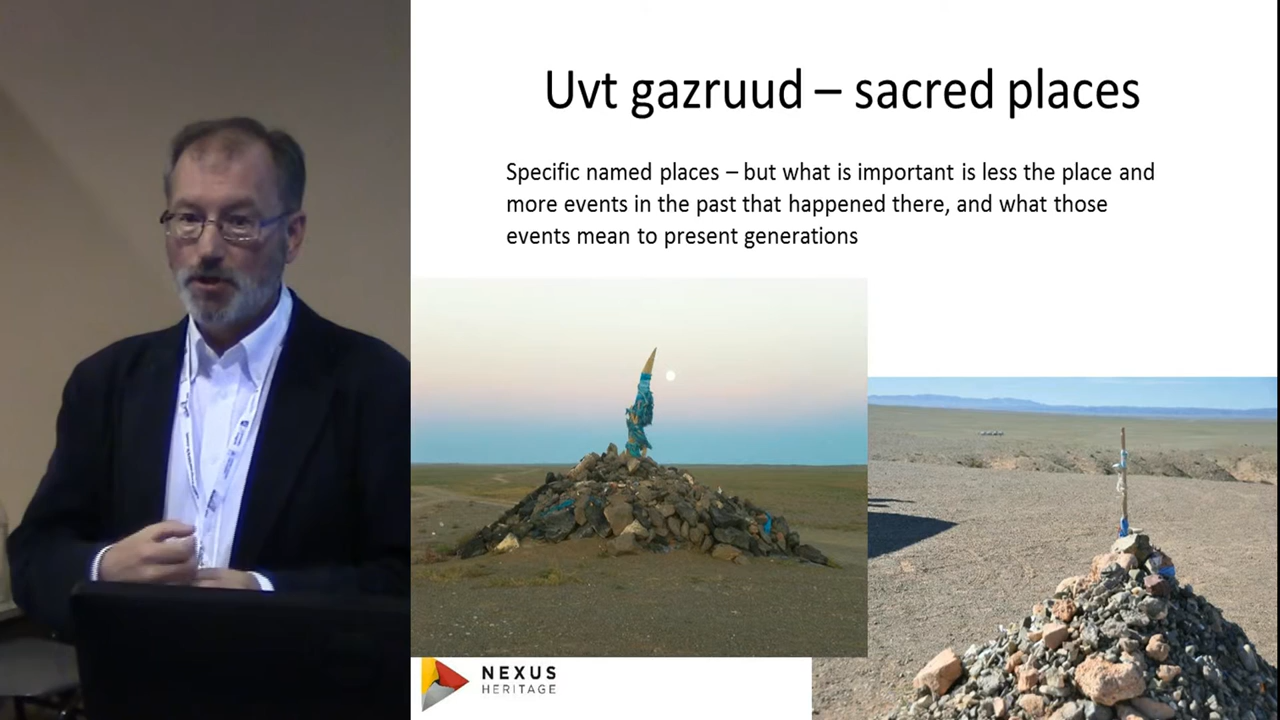 Uvt gazruud – sacred places
Specific named places – but what is important is less the place and
more events in the past that happened there, and what those
events mean to present generations
NEXUS
HERITAGE